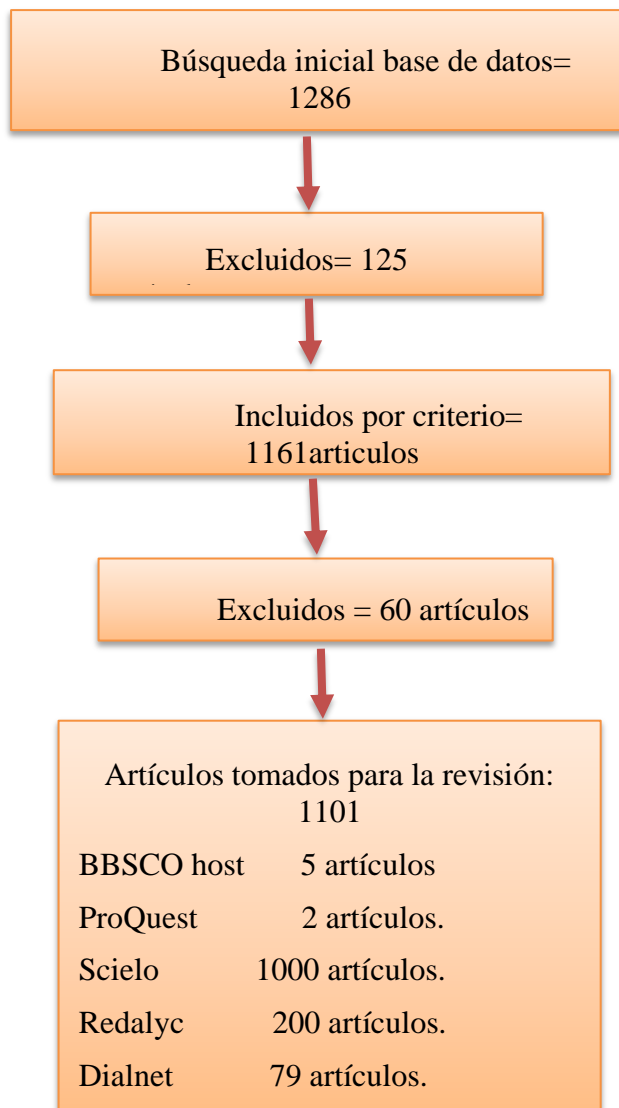 Búsqueda inicial base de datos=
1286
Excluidos= 125
Incluidos por criterio=
1161articulos
Excluidos = 60 artículos
Artículos tomados para la revisión:
1101
BBSCO host 5 artículos
ProQuest 2 artículos.
Scielo 1000 artículos.
Redalyc 200 artículos.
Dialnet 79 artículos.